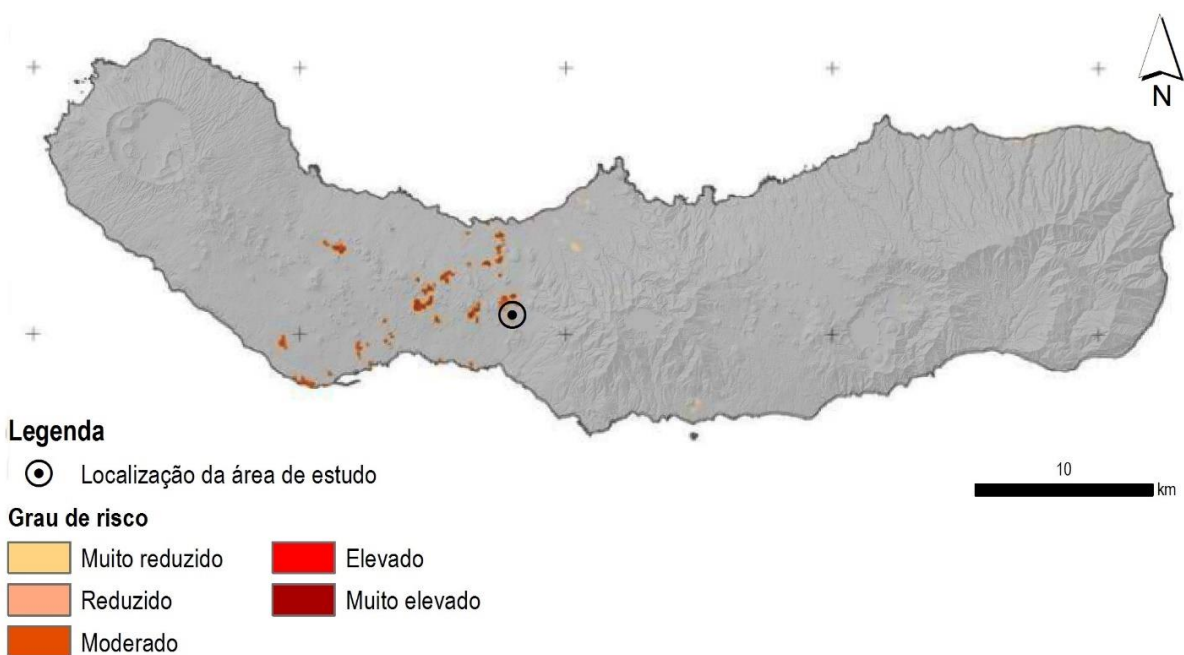 N
Legenda
Localização da área de estudo
10
km
Grau de risco
Muito reduzido
Elevado
Reduzido
Muito elevado
Moderado